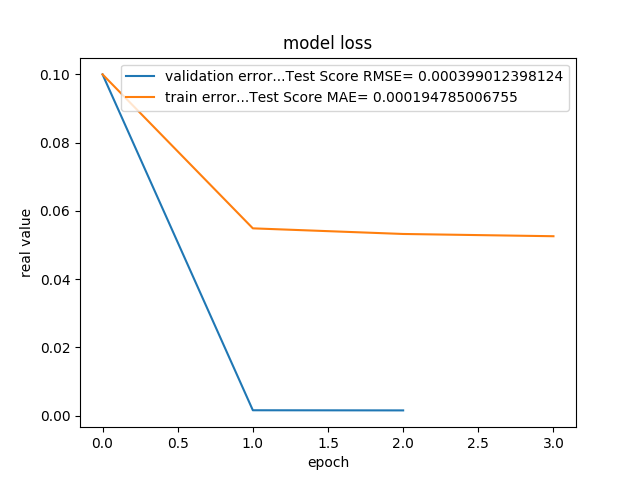 model loss
validation error...Test Score RMSE= 0.000399012398124
train error...Test Score MAE= 0.000194785006755
0.10
0.08
0.06
0.04
0.02
0.00
real value
0.0 0.5 1.0 1.5 2.0 2.5 3.0
epoch